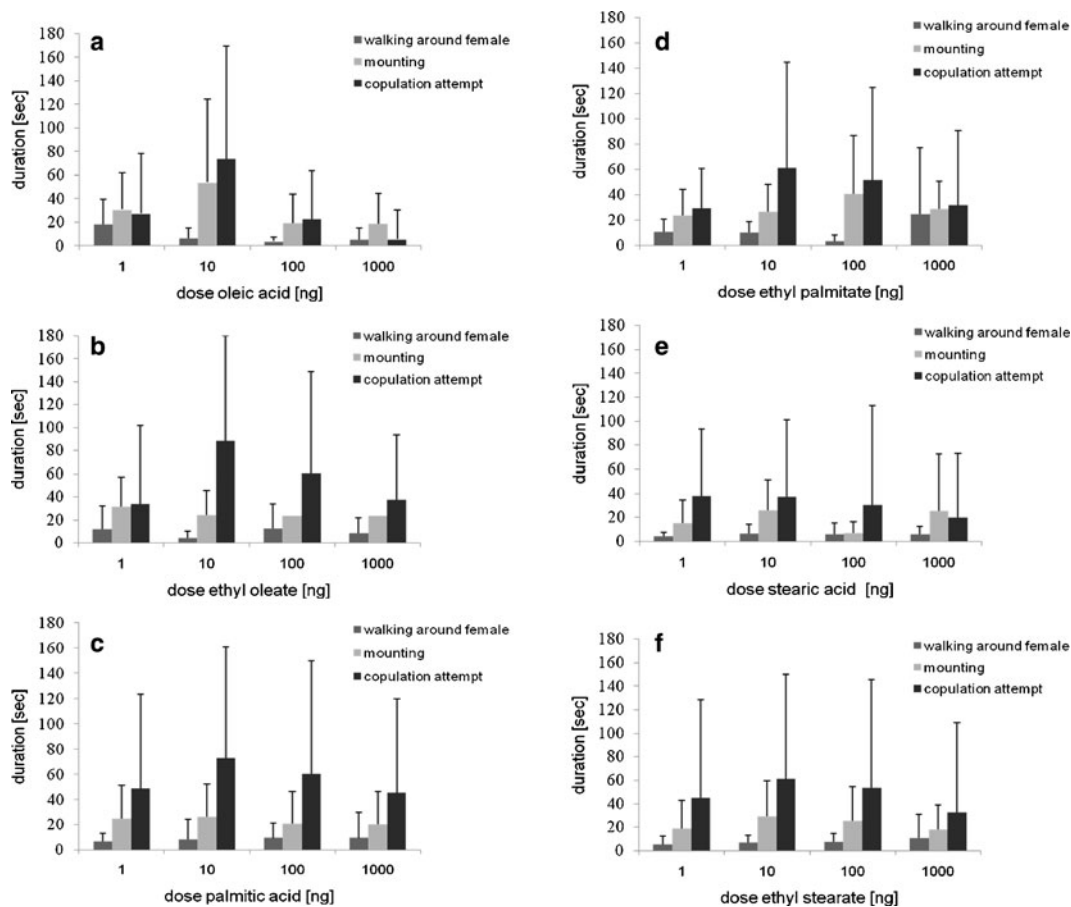 a
180
160
140
120
100
80
60
40
20
0
duration [sec]
walking around female
mounting
copulation attempt
1 10 100 1000
dose oleic acid [ng]
b
180
160
140
120
100
80
60
40
20
0
duration [sec]
walking around female
mounting
copulation attempt
1 10 100 1000
dose ethyl oleate [ng]
c
180
160
140
120
100
80
60
40
20
0
duration [sec]
walking around female
mounting
copulation attempt
1 10 100 1000
dose palmitic acid [ng]
d
180
160
140
120
100
80
60
40
20
0
duration [sec]
walking around female
mounting
copulation attempt
1 10 100 1000
dose ethyl palmitate [ng]
e
180
160
140
120
100
80
60
40
20
0
duration [sec]
walking around female
mounting
copulation attempt
1 10 100 1000
dose stearic acid [ng]
f
180
160
140
120
100
80
60
40
20
0
duration [sec]
walking around female
mounting
copulation attempt
1 10 100 1000
dose ethyl stearate [ng]